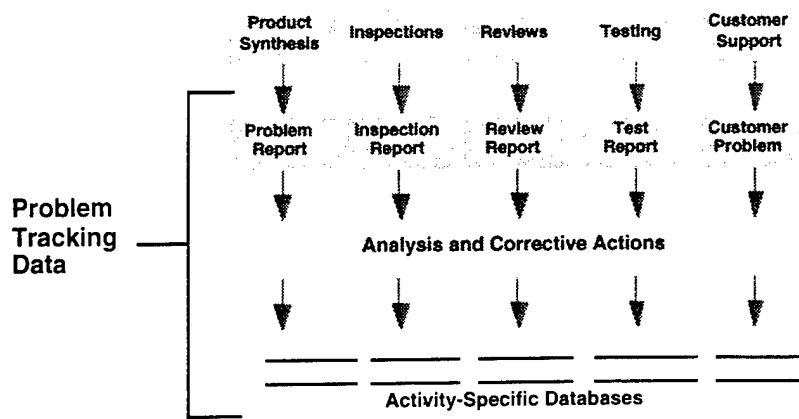 Product Synthesis
Inspections
Reviews
Testing
Customer Support
Problem Report
Inspection Report
Review Report
Test Report
Customer Problem
Problem Tracking Data
Analysis and Corrective Actions
Activity-Specific Databases